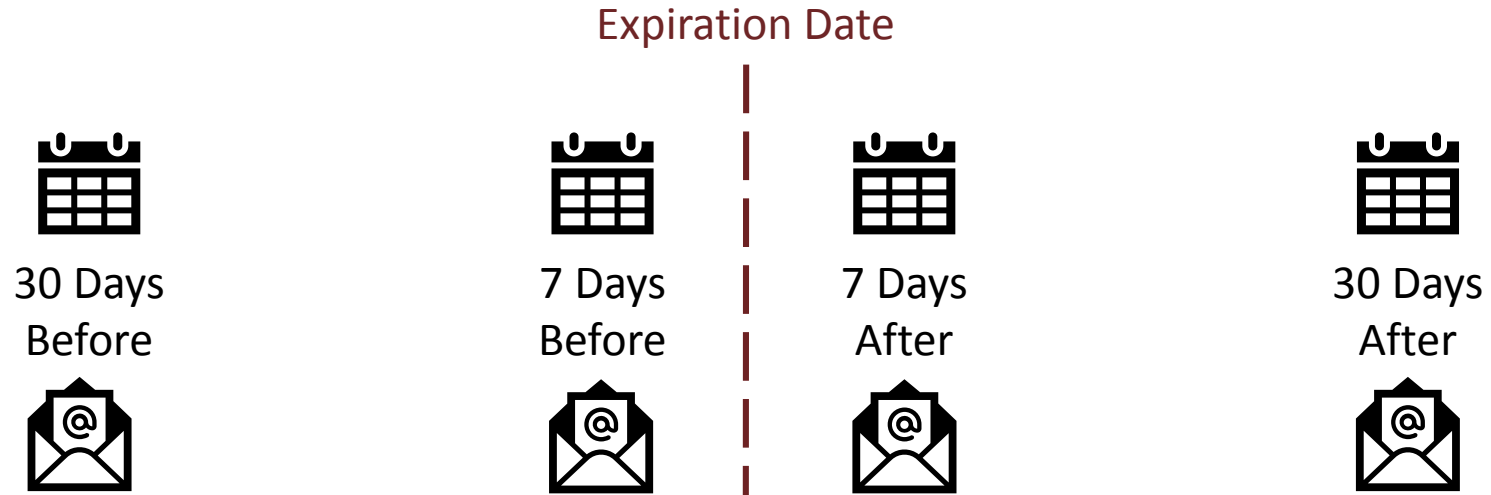 Expiration Date
30 Days
Before
@
7 Days
Before
@
7 Days
After
@
30 Days
After
@